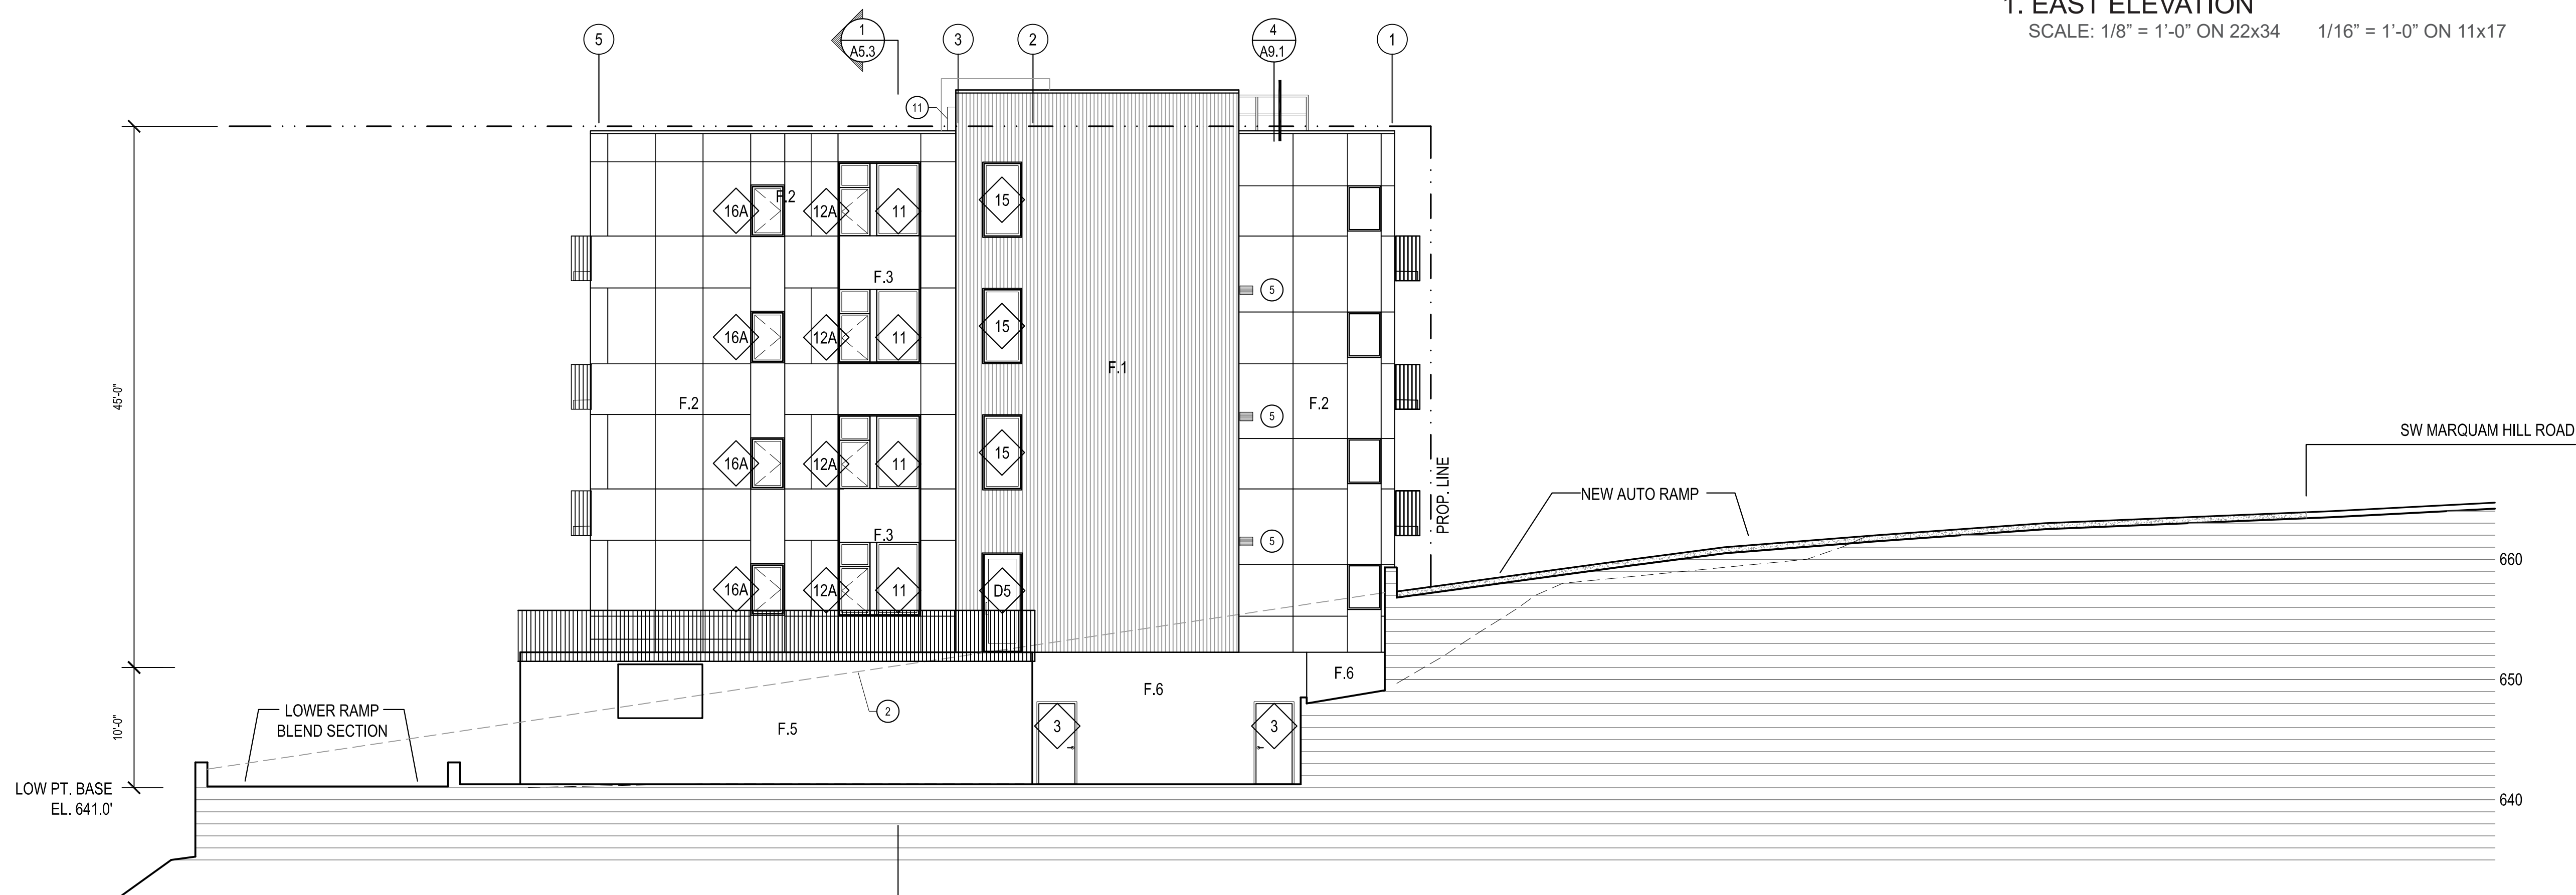 1. EAST ELEVATION
SCALE: 1/8” = 1’-0” ON 22x34 1/16” = 1’-0” ON 11x17
5
1
A5.3
3
2
4
A9.1
1
11
16A
F.2
12A
11
15
F.3
5
16A
12A
11
15
F.1
F.2
F.2
5
16A
12A
11
15
SW MARQUAM HILL ROAD
PROP. LINE
NEW AUTO RAMP
45'-0"
F.3
5
660
16A
12A
11
D5
F.6
650
F.6
LOWER RAMP
BLEND SECTION
2
F.5
3
3
10'-0"
LOW PT. BASE
EL. 641.0'
640